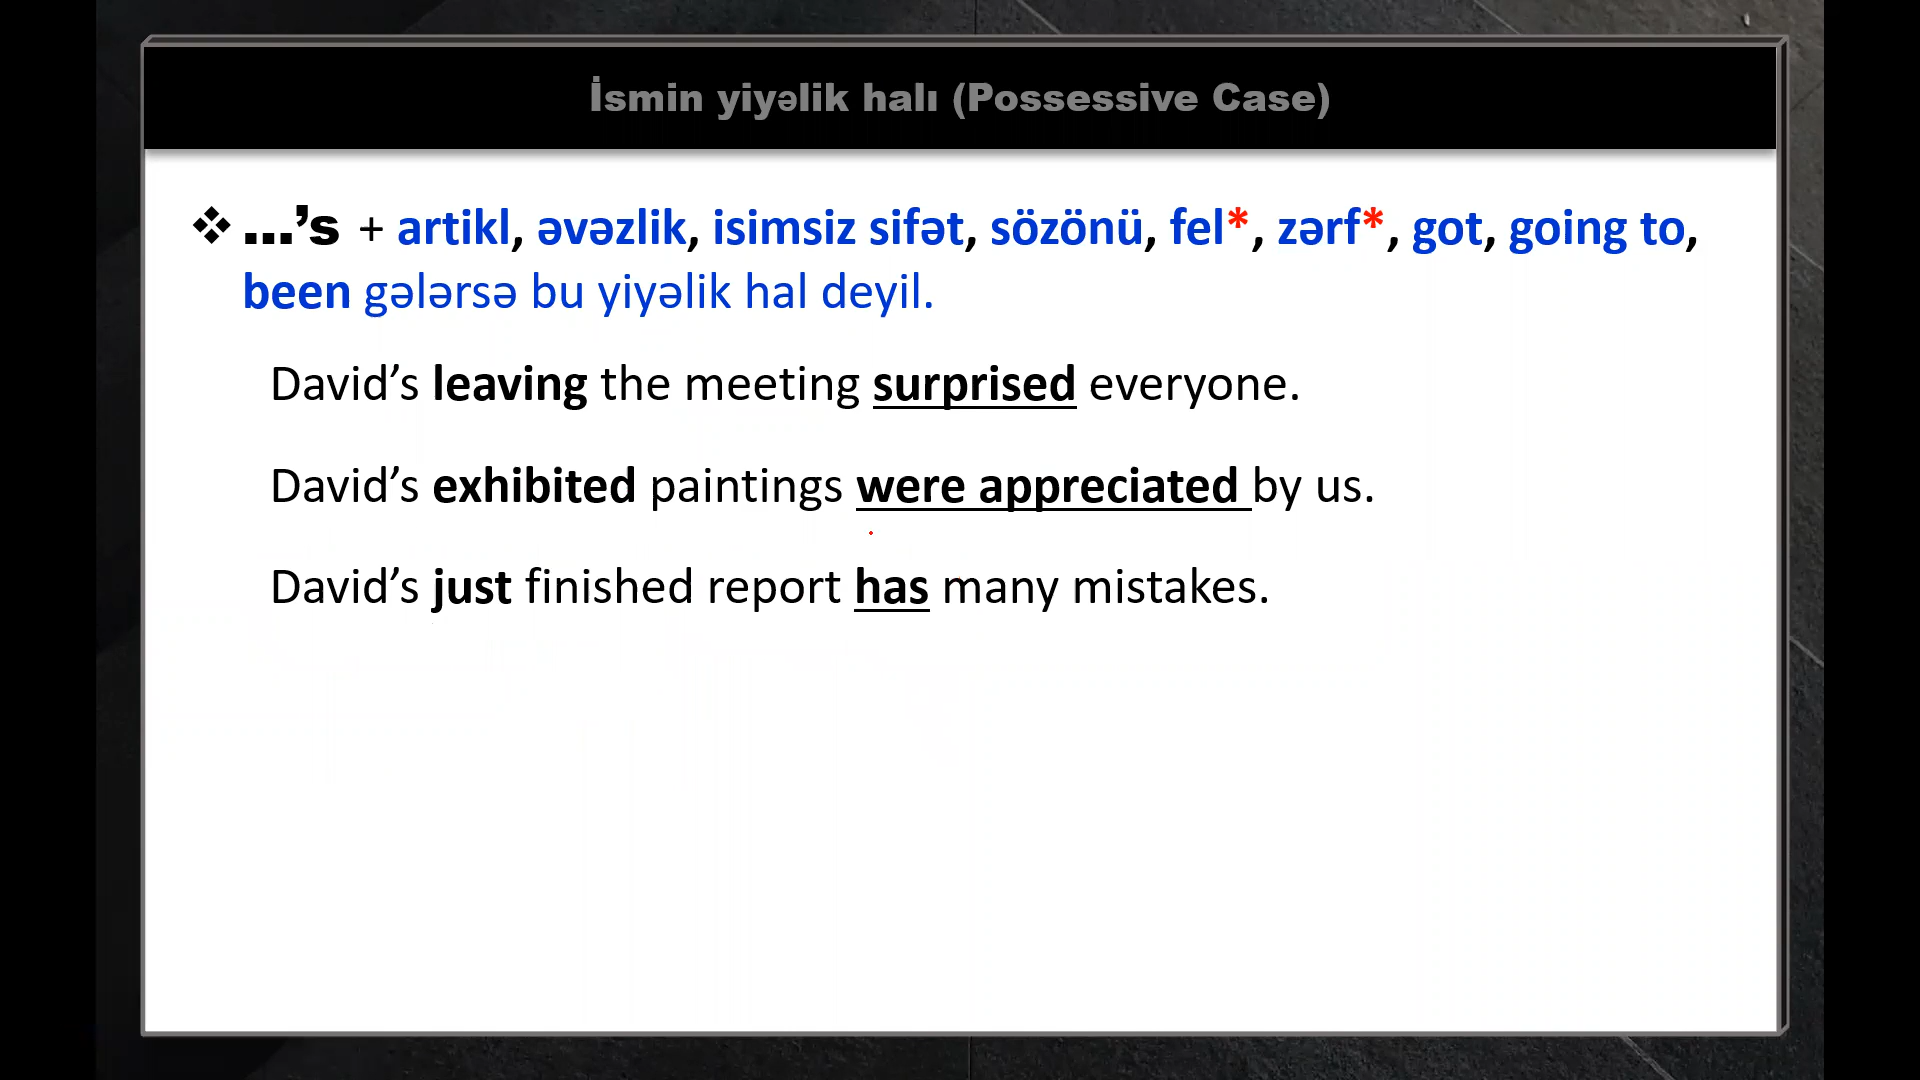 İsmin yiyəlik halı (Possessive Case)
❖ ...’s + artikl, əvəzlik, isimsiz sifət, sözönü, fel*, zərf*, got, going to,
been gələrsə bu yiyəlik hal deyil.
David’s leaving the meeting surprised everyone.
David’s exhibited paintings were appreciated by us.
David’s just finished report has many mistakes.